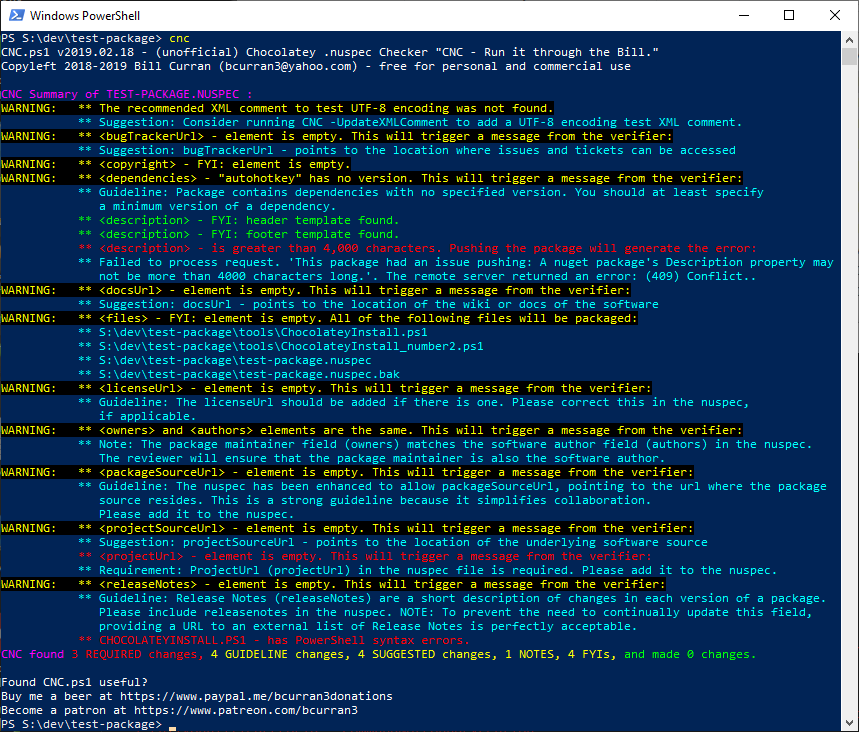 Windows PowerShell
PS S:\dev\test-package> cnc
CNC.ps1 v2019.02.18 - (unofficial) Chocolatey .nuspec Checker "CNC - Run it through the Bill."
Copyleft 2018-2019 Bill Curran (bcurran3@yahoo.com) - free for personal and commercial use
CNC Summary of TEST-PACKAGE.NUSPEC :
WARNING:   ** The recommended XML comment to test UTF-8 encoding was not found.
** Suggestion: Consider running CNC -UpdateXMLComment to add a UTF-8 encoding test XML comment.
WARNING:   ** <bugTrackerUrl> - element is empty. This will trigger a message from the verifier:
** Suggestion: bugTrackerUrl - points to the location where issues and tickets can be accessed
WARNING:   ** <copyright> - FYI: element is empty.
WARNING:   ** <dependencies> - "autohotkey" has no version. This will trigger a message from the verifier:
** Guideline: Package contains dependencies with no specified version. You should at least specify
a minimum version of a dependency.
** <description> - FYI: header template found.
** <description> - FYI: footer template found.
** <description> - is greater than 4,000 characters. Pushing the package will generate the error:
** Failed to process request. 'This package had an issue pushing: A nuget package's Description property may
not be more than 4000 characters long.'. The remote server returned an error: (409) Conflict..
WARNING:   ** <docsUrl> - element is empty. This will trigger a message from the verifier:
** Suggestion: docsUrl - points to the location of the wiki or docs of the software
WARNING:   ** <files> - FYI: element is empty. All of the following files will be packaged:
** S:\dev\test-package\tools\ChocolateyInstall.ps1
** S:\dev\test-package\tools\ChocolateyInstall_number2.ps1
** S:\dev\test-package\test-package.nuspec
** S:\dev\test-package\test-package.nuspec.bak
WARNING:   ** <licenseUrl> - element is empty. This will trigger a message from the verifier:
** Guideline: The licenseUrl should be added if there is one. Please correct this in the nuspec,
if applicable.
WARNING:   ** <owners> and <authors> elements are the same. This will trigger a message from the verifier:
** Note: The package maintainer field (owners) matches the software author field (authors) in the nuspec.
The reviewer will ensure that the package maintainer is also the software author.
WARNING:   ** <packageSourceUrl> - element is empty. This will trigger a message from the verifier:
** Guideline: The nuspec has been enhanced to allow packageSourceUrl, pointing to the url where the package
source resides. This is a strong guideline because it simplifies collaboration.
Please add it to the nuspec.
WARNING:   ** <projectSourceUrl> - element is empty. This will trigger a message from the verifier:
** Suggestion: projectSourceUrl - points to the location of the underlying software source
** <projectUrl> - element is empty. This will trigger a message from the verifier:
** Requirement: ProjectUrl (projectUrl) in the nuspec file is required. Please add it to the nuspec.
WARNING:   ** <releaseNotes> - element is empty. This will trigger a message from the verifier:
** Guideline: Release Notes (releaseNotes) are a short description of changes in each version of a package.
Please include releasenotes in the nuspec. NOTE: To prevent the need to continually update this field,
providing a URL to an external list of Release Notes is perfectly acceptable.
** CHOCOLATEYINSTALL.PS1 - has PowerShell syntax errors.
CNC found 3 REQUIRED changes, 4 GUIDELINE changes, 4 SUGGESTED changes, 1 NOTES, 4 FYIs, and made 0 changes.
Found CNC.ps1 useful?
Buy me a beer at https://www.paypal.me/bcurran3donations
Become a patron at https://www.patreon.com/bcurran3
PS S:\dev\test-package>